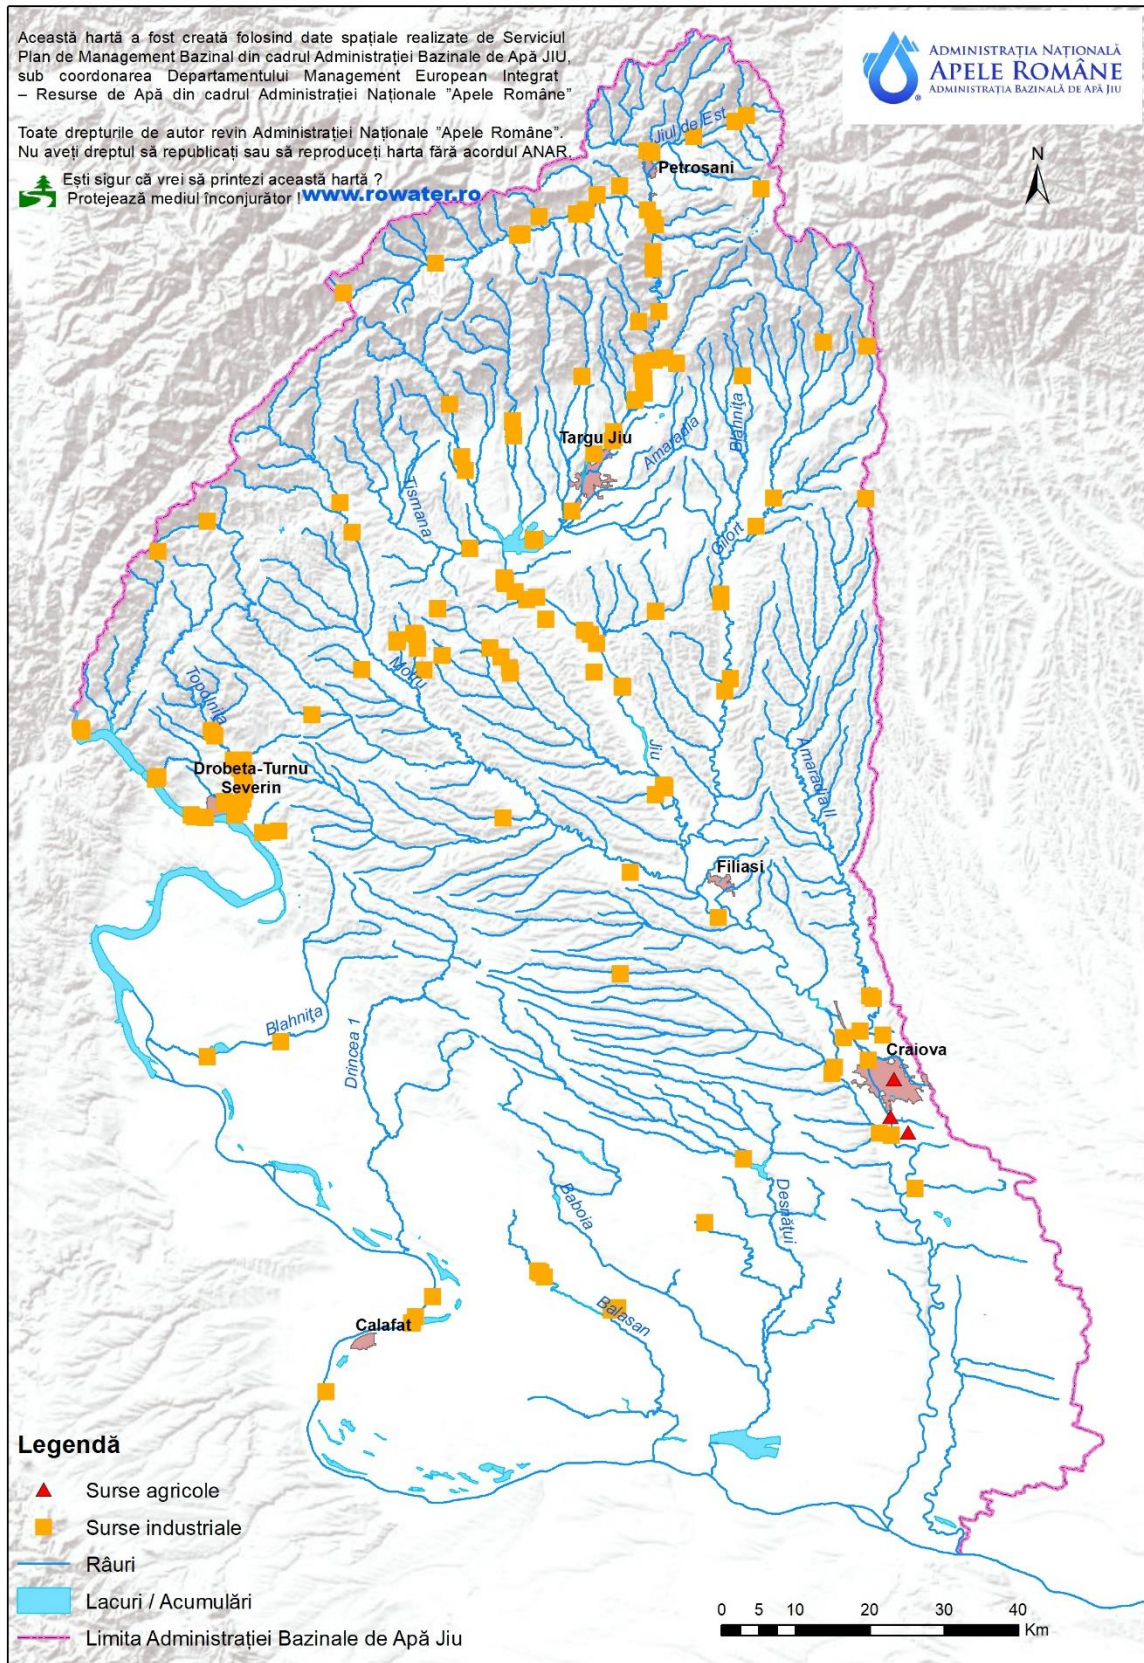 Această hartă a fost creată folosind date spațiale realizate de Serviciul
Plan de Management Bazinal din cadrul Administrației Bazinale de Apă JIU,
sub coordonarea Departamentului Management European Integrat
– Resurse de Apă din cadrul Administrației Naționale "Apele Române"
Toate drepturile de autor revin Administrației Naționale "Apele Române".
Nu aveți dreptul să republicați sau să reproduceți harta fără acordul ANAR.
Ești sigur că vrei să printezi această hartă ?
Protejează mediul înconjurător ! www.rowater.ro
ADMINISTRAȚIA NAȚIONALĂ
APELE ROMÂNE
ADMINISTRAȚIA BAZINALĂ DE APĂ JIU
®
N
Jiul de Est
Petroșani
Targu Jiu
Amaradia
Blahnița
Tismana
Gilort
Motru
Topolnița
Drobeta-Turnu
Severin
Jiu
Amaradia II
Filiasi
Blahnița
Drincea 1
Craiova
Baboia
Desnățui
Balasan
Calafat
Legendă
Surse agricole
Surse industriale
Râuri
Lacuri / Acumulări
Limita Administrației Bazinale de Apă Jiu
0 5 10 20 30 40
Km